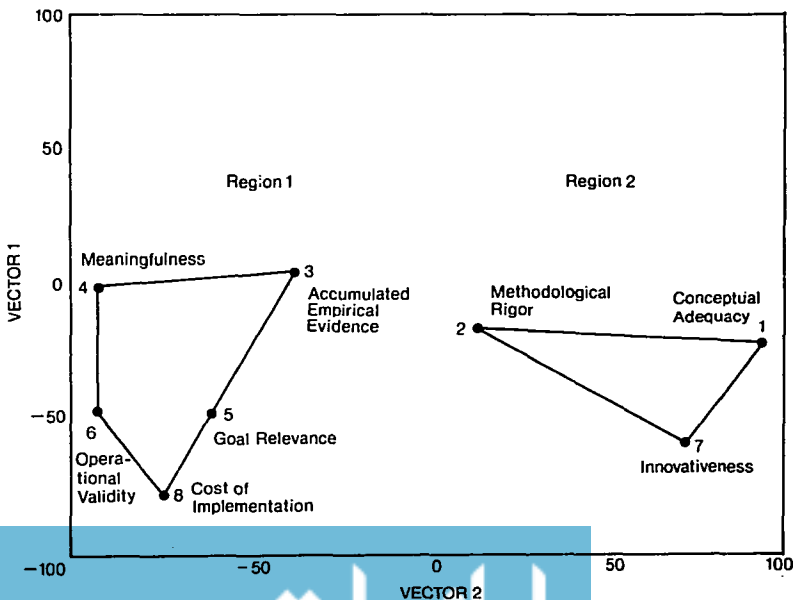 100
50
Region 1
Region 2
Meaningfulness
VECTOR 1
0
4
3
Accumulated
Empirical
Evidence
Methodological
Rigor
2
Conceptual
Adequacy
1
-50
6
5
Goal Relevance
7
Innovativeness
Opera-
tional
Validity
8
Cost of
Implementation
-100
-50
0
50
100
VECTOR 2